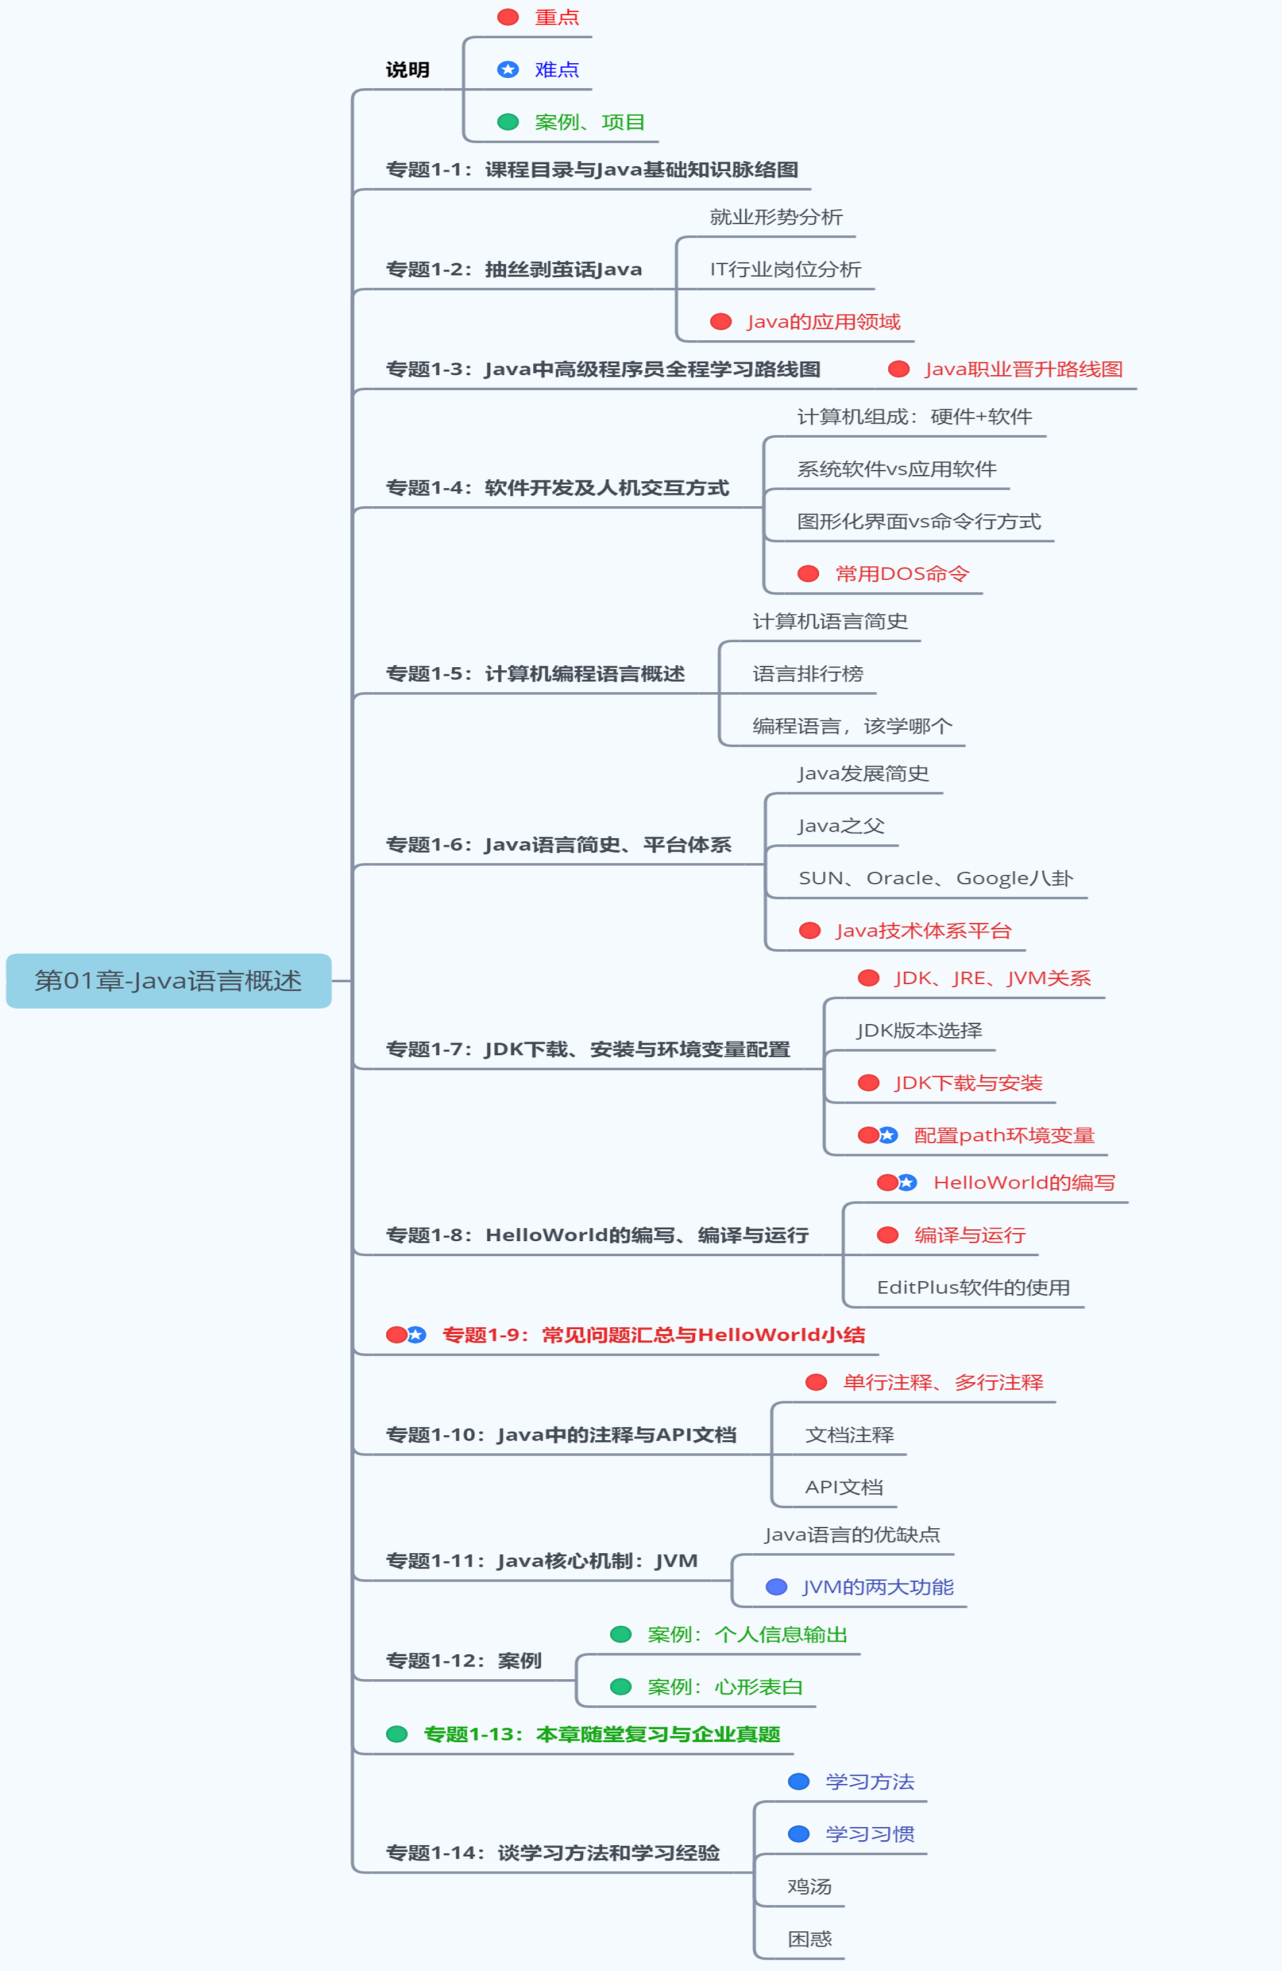 重点
说明
难点
案例、项目
专题1-1：课程目录与Java基础知识脉络图
就业形势分析
专题1-2：抽丝剥茧话Java
IT行业岗位分析
Java的应用领域
专题1-3：Java中高级程序员全程学习路线图
Java职业晋升路线图
计算机组成：硬件+软件
系统软件vs应用软件
专题1-4：软件开发及人机交互方式
图形化界面vs命令行方式
常用DOS命令
计算机语言简史
专题1-5：计算机编程语言概述
语言排行榜
编程语言，该学哪个
Java发展简史
Java之父
专题1-6：Java语言简史、平台体系
SUN、Oracle、Google八卦
Java技术体系平台
第01章-Java语言概述
JDK、JRE、JVM关系
JDK版本选择
专题1-7：JDK下载、安装与环境变量配置
JDK下载与安装
配置path环境变量
HelloWorld的编写
专题1-8：HelloWorld的编写、编译与运行
编译与运行
EditPlus软件的使用
专题1-9：常见问题汇总与HelloWorld小结
单行注释、多行注释
专题1-10：Java中的注释与API文档
文档注释
API文档
Java语言的优缺点
专题1-11：Java核心机制：JVM
JVM的两大功能
案例：个人信息输出
专题1-12：案例
案例：心形表白
专题1-13：本章随堂复习与企业真题
学习方法
学习习惯
专题1-14：谈学习方法和学习经验
鸡汤
困惑